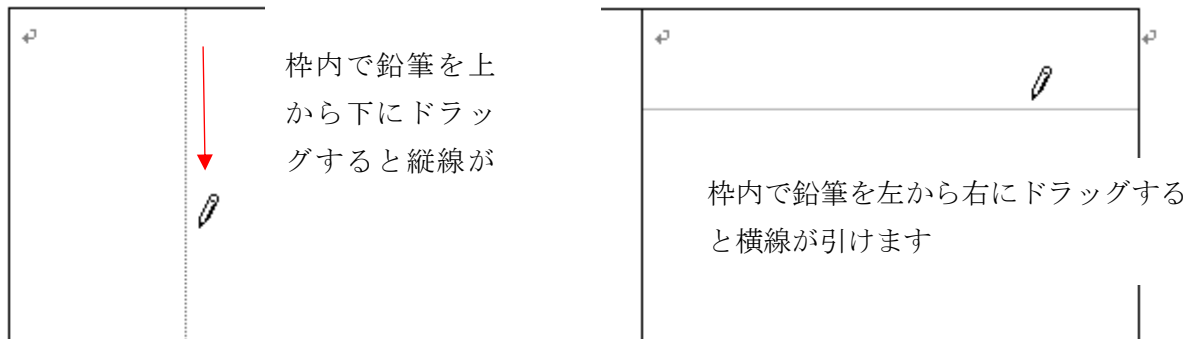 枠内で鉛筆を上
から下にドラッ
グすると縦線が
枠内で鉛筆を左から右にドラッグする
と横線が引けます